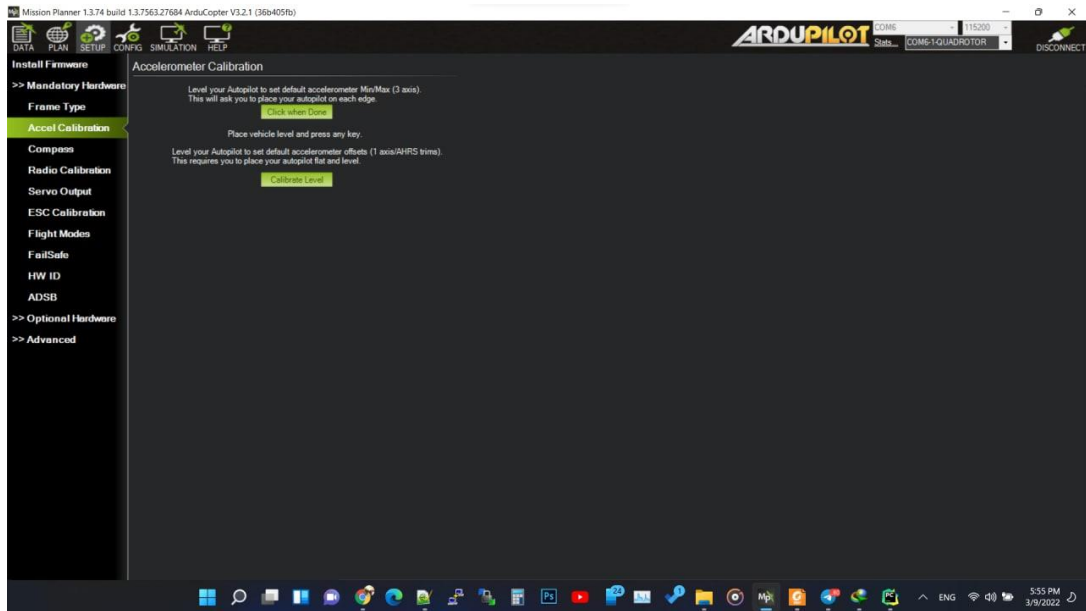 Mission Planner 1.3.74 build 1.3.7563.27684 ArduCopter V3.2.1 (36b405fb)
DATA PLAN SETUP CONFIG SIMULATION HELP
ARDUPILOT
COM6 115200
Stats... COM6-1-QUADROTOR
DISCONNECT
Install Firmware
>> Mandatory Hardware
Frame Type
Accel Calibration
Compass
Radio Calibration
Servo Output
ESC Calibration
Flight Modes
FailSafe
HW ID
ADSB
>> Optional Hardware
>> Advanced
Accelerometer Calibration
Level your Autopilot to set default accelerometer Min/Max (3 axis).
This will ask you to place your autopilot on each edge.
Click when Done
Place vehicle level and press any key.
Level your Autopilot to set default accelerometer offsets (1 axis/AHRS trims).
This requires you to place your autopilot flat and level.
Calibrate Level
Ps
24
PC
ENG
5:55 PM
3/9/2022